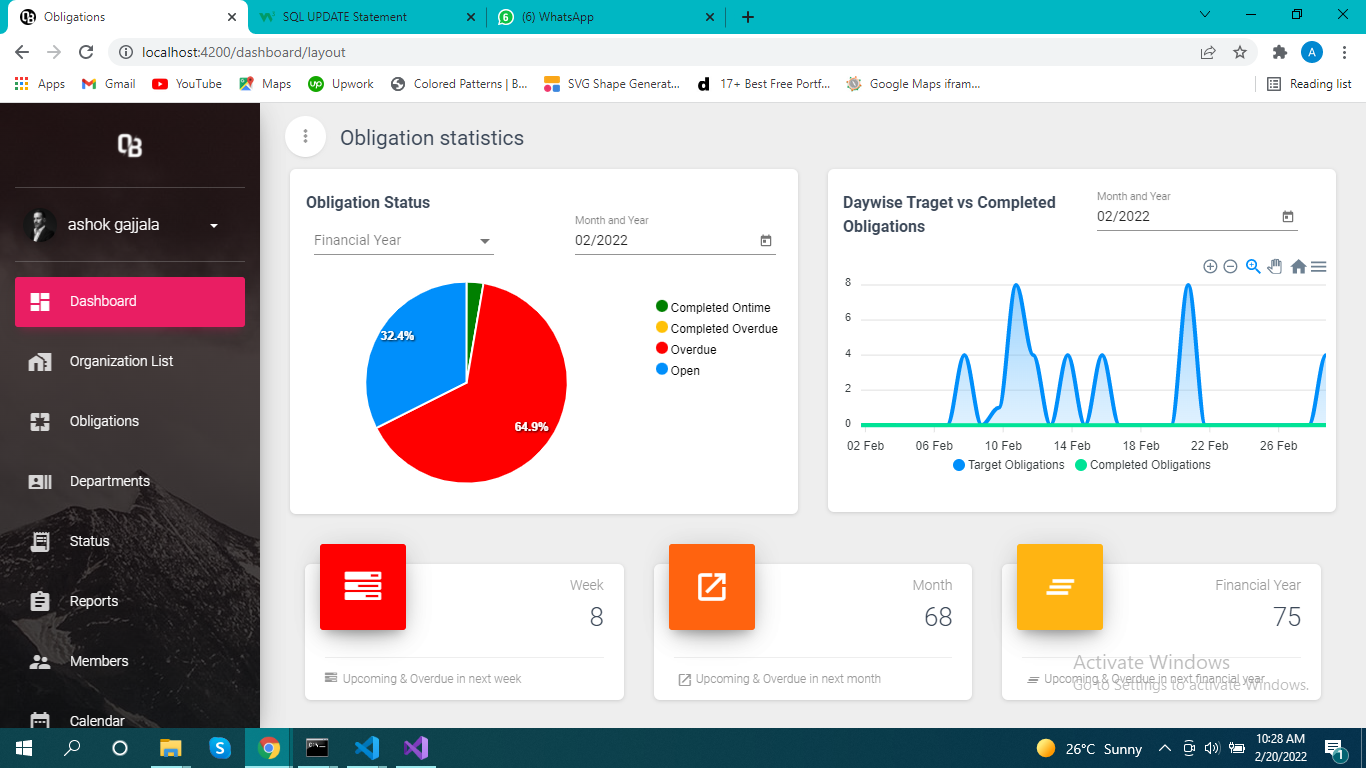 Obligations
SQL UPDATE Statement
(6) WhatsApp
localhost:4200/dashboard/layout
A
Apps
Gmail
YouTube
Maps
Upwork
Colored Patterns | B...
SVG Shape Generat...
17+ Best Free Portf...
Google Maps ifram...
Reading list
OB
ashok gajjala
Dashboard
Organization List
Obligations
Departments
Status
Reports
Members
Calendar
Obligation statistics
Obligation Status
Financial Year
Month and Year
02/2022
32.4%
64.9%
Completed Ontime
Completed Overdue
Overdue
Open
Daywise Traget vs Completed
Obligations
Month and Year
02/2022
8
6
4
2
0
02 Feb 06 Feb 10 Feb 14 Feb 18 Feb 22 Feb 26 Feb
Target Obligations Completed Obligations
Week
8
Upcoming & Overdue in next week
Month
68
Upcoming & Overdue in next month
Financial Year
75
Upcoming & Overdue in next financial year
Activate Windows
Go to Settings to activate Windows.
26°C Sunny
10:28 AM
2/20/2022
1